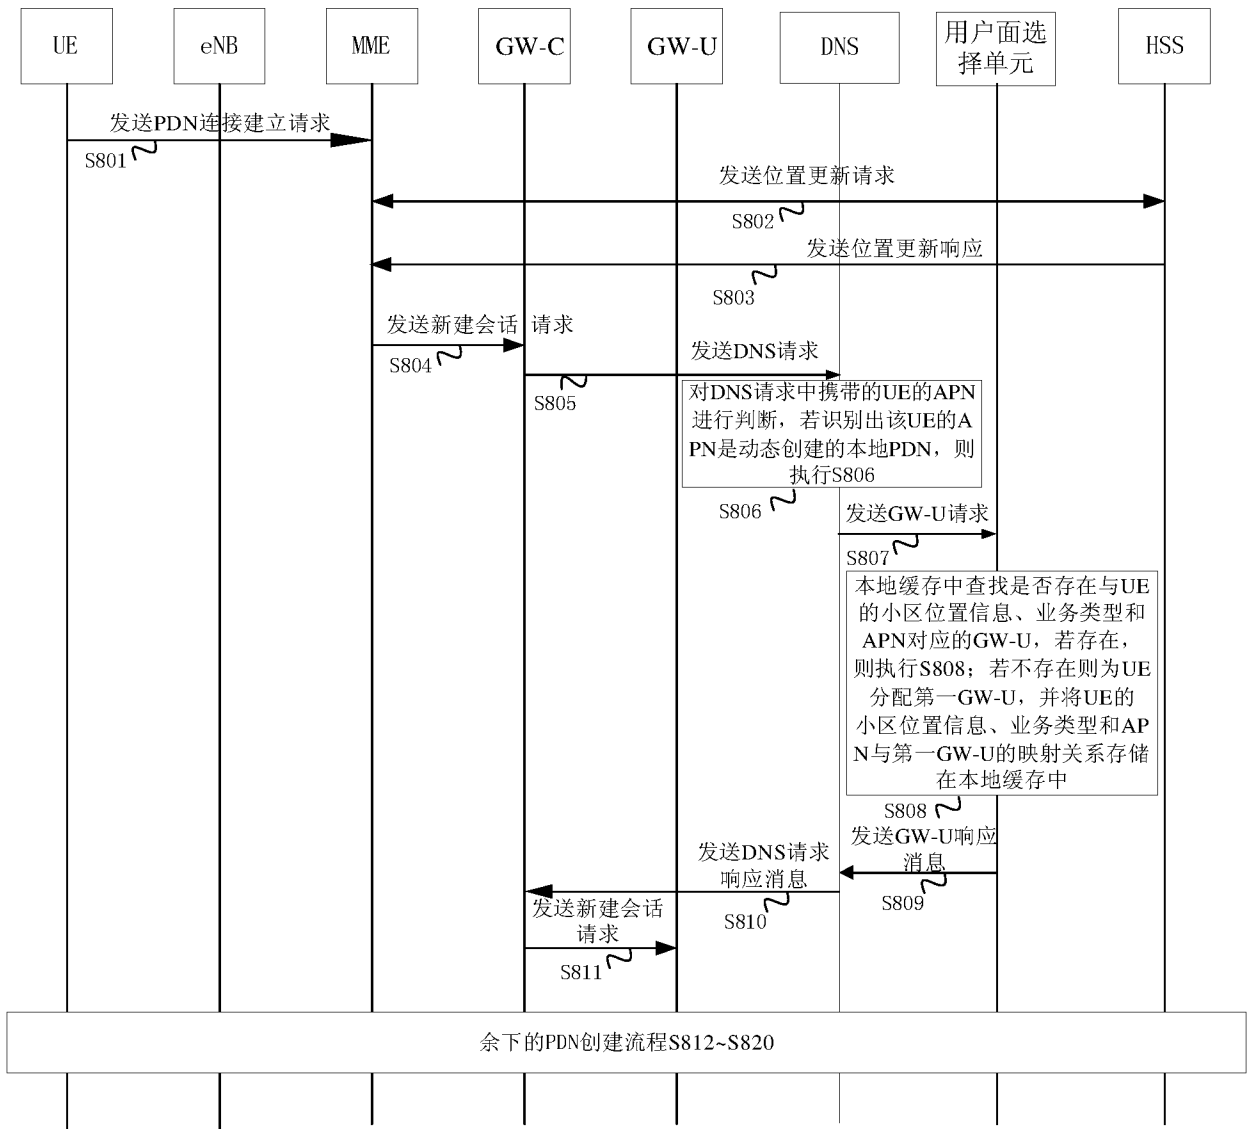 UE
eNB
MME
GW-C
GW-U
DNS
用户面选
择单元
HSS
发送PDN连接建立请求
S801
发送位置更新请求
S802
发送位置更新响应
S803
发送新建会话 请求
S804
发送DNS请求
S805
对DNS请求中携带的UE的APN
进行判断，若识别出该UE的A
PN是动态创建的本地PDN，则
执行S806
S806
发送GW-U请求
S807
本地缓存中查找是否存在与UE
的小区位置信息、业务类型和
APN对应的GW-U，若存在，
则执行S808；若不存在则为UE
分配第一GW-U，并将UE的
小区位置信息、业务类型和AP
N与第一GW-U的映射关系存储
在本地缓存中
S808
发送GW-U响应
消息
S809
发送DNS请求
响应消息
S810
发送新建会话
请求
S811
余下的PDN创建流程S812~S820